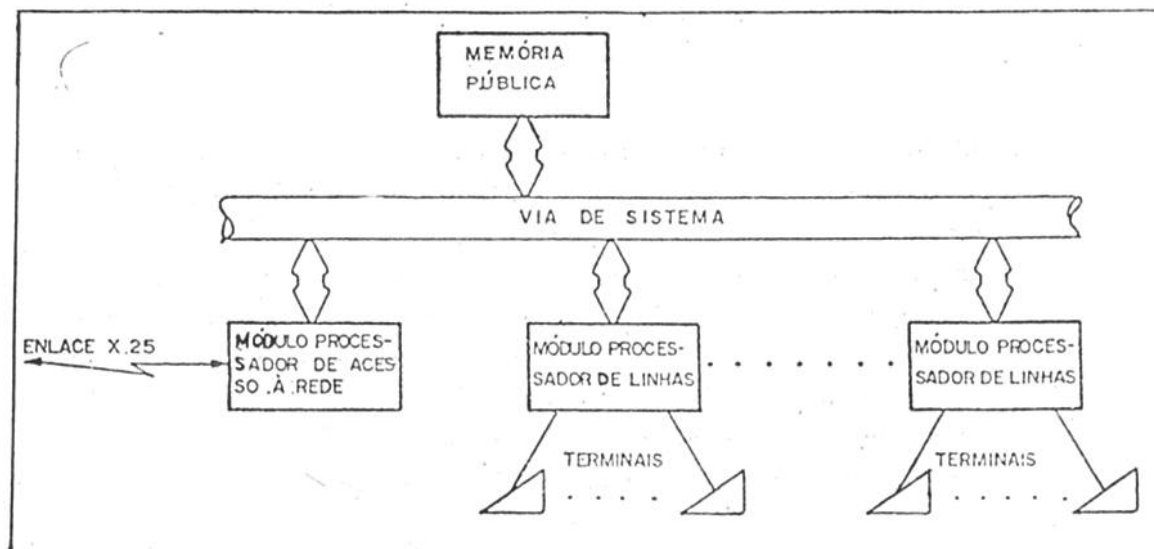 MEMÓRIA
PÚBLICA
VIA DE SISTEMA
ENLACE X.25
MÓDULO PROCES-
SADOR DE ACES
SO À REDE
MÓDULO PROCES-
SADOR DE LINHAS
MÓDULO PROCES-
SADOR DE LINHAS
TERMINAIS
TERMINAIS